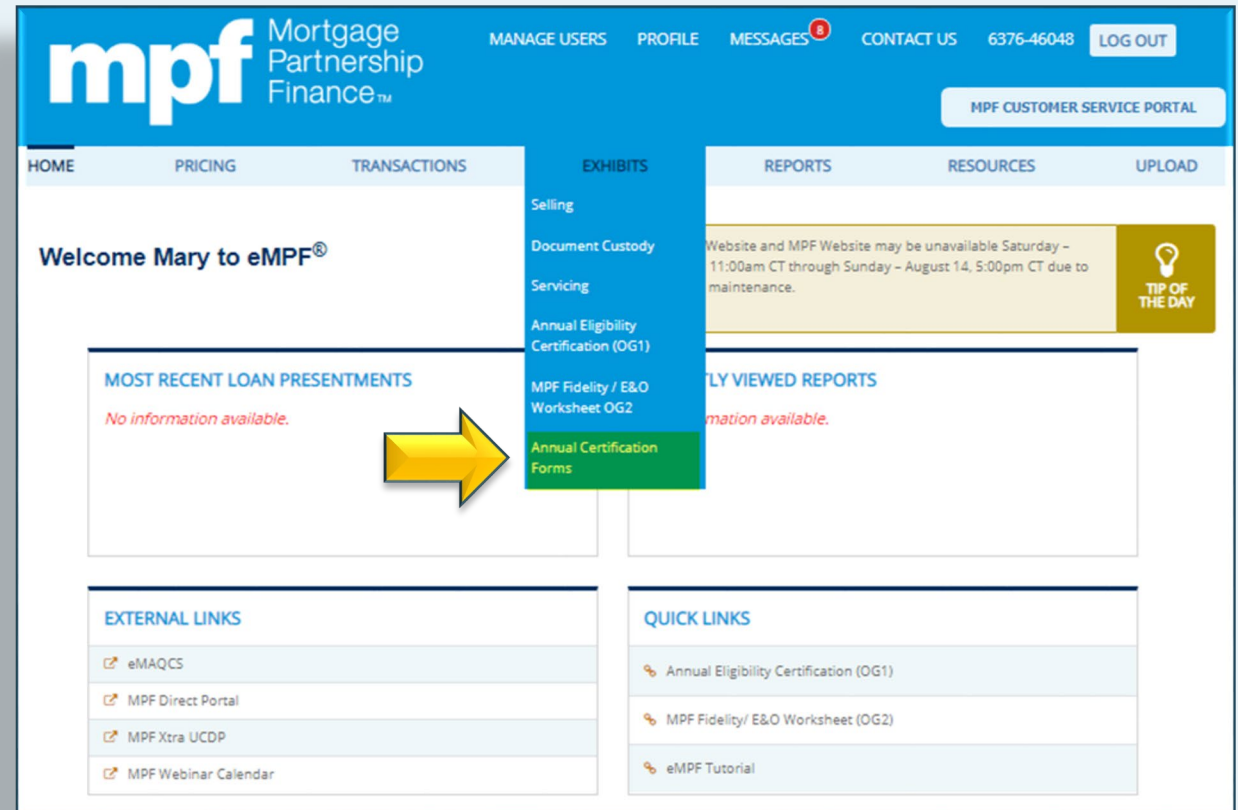 mpf Mortgage
Partnership
Finance™
MANAGE USERS PROFILE MESSAGES 8 CONTACT US 6376-46048 LOG OUT
MPF CUSTOMER SERVICE PORTAL
HOME PRICING TRANSACTIONS EXHIBITS REPORTS RESOURCES UPLOAD
Selling
Document Custody
Servicing
Annual Eligibility
Certification (OG1)
MPF Fidelity / E&O
Worksheet OG2
Annual Certification
Forms
Welcome Mary to eMPF®
Website and MPF Website may be unavailable Saturday –
11:00am CT through Sunday – August 14, 5:00pm CT due to
maintenance.
TIP OF
THE DAY
MOST RECENT LOAN PRESENTMENTS
No information available.
LY VIEWED REPORTS
mation available.
EXTERNAL LINKS
eMAQCS
MPF Direct Portal
MPF Xtra UCDP
MPF Webinar Calendar
QUICK LINKS
Annual Eligibility Certification (OG1)
MPF Fidelity/ E&O Worksheet (OG2)
eMPF Tutorial